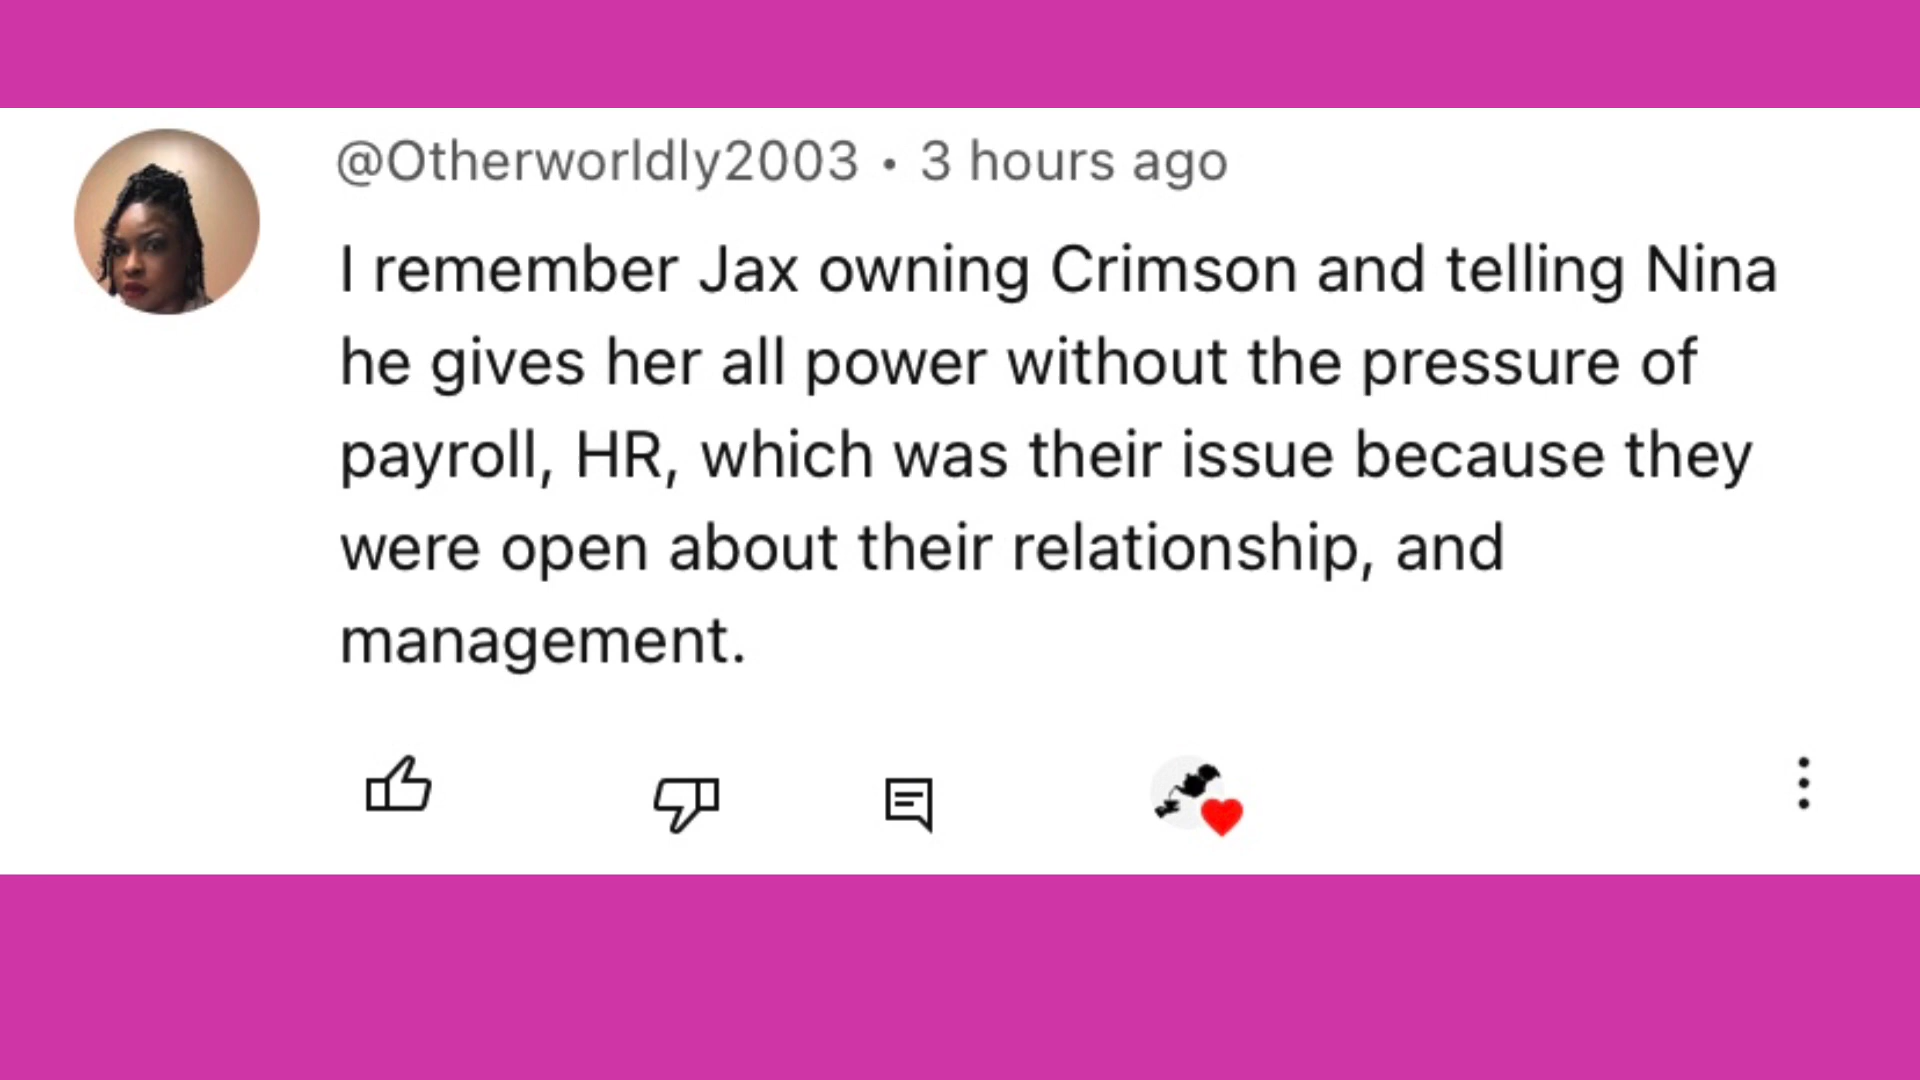 @Otherworldly2003 • 3 hours ago
I remember Jax owning Crimson and telling Nina
he gives her all power without the pressure of
payroll, HR, which was their issue because they
were open about their relationship, and
management.